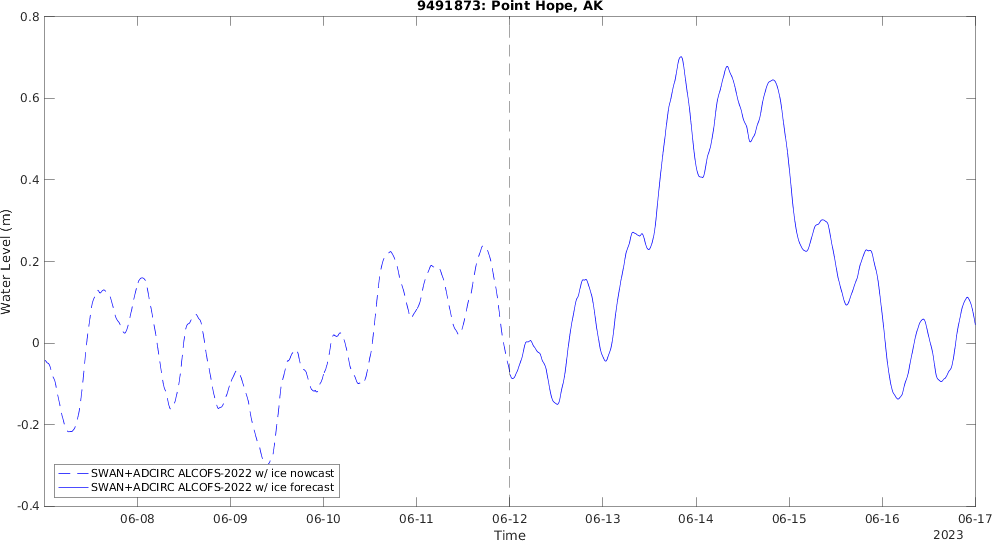 9491873: Point Hope, AK
0.8
0.6
0.4
0.2
0
-0.2
-0.4
Water Level (m)
SWAN+ADCIRC ALCOFS-2022 w/ ice nowcast
SWAN+ADCIRC ALCOFS-2022 w/ ice forecast
06-08 06-09 06-10 06-11 06-12 06-13 06-14 06-15 06-16 06-17
Time
2023